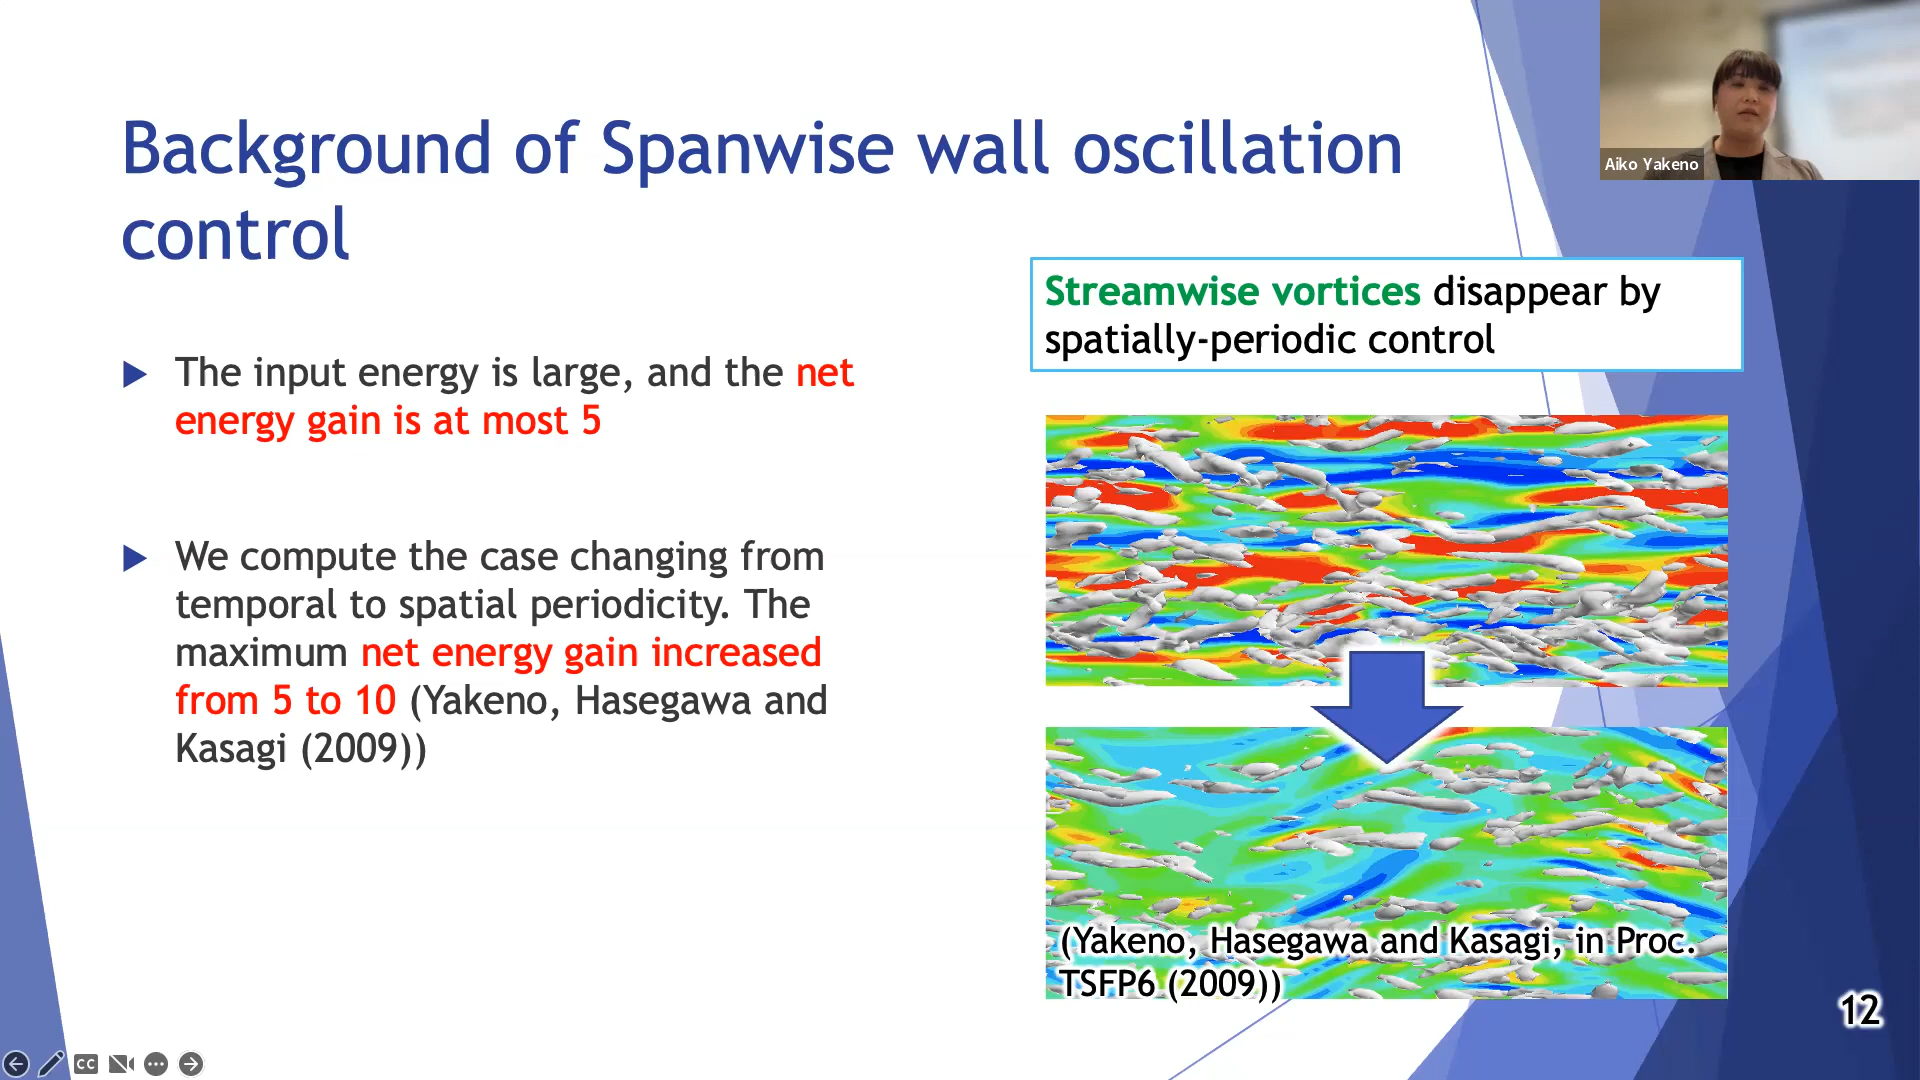 Background of Spanwise wall oscillation
control
Aiko Yakeno
Streamwise vortices disappear by
spatially-periodic control
The input energy is large, and the net
energy gain is at most 5
We compute the case changing from
temporal to spatial periodicity. The
maximum net energy gain increased
from 5 to 10 (Yakeno, Hasegawa and
Kasagi (2009))
(Yakeno, Hasegawa and Kasagi, in Proc.
TSFP6 (2009))
12
CC